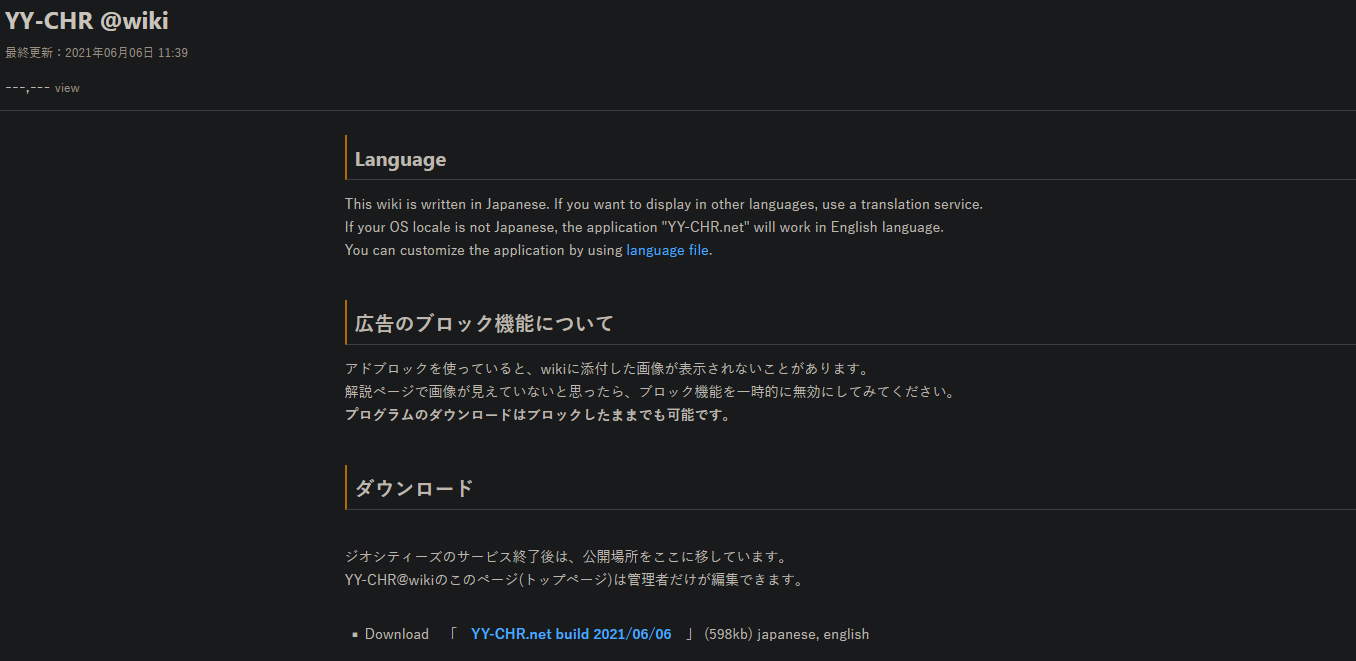 YY-CHR @wiki
最終更新：2021年06月06日 11:39
---,--- view
Language
This wiki is written in Japanese. If you want to display in other languages, use a translation service.
If your OS locale is not Japanese, the application "YY-CHR.net" will work in English language.
You can customize the application by using language file.
広告のブロック機能について
アドブロックを使っていると、wikiに添付した画像が表示されないことがあります。
解説ページで画像が見えていないと思ったら、ブロック機能を一時的に無効にしてみてください。
プログラムのダウンロードはブロックしたままでも可能です。
ダウンロード
ジオシティーズのサービス終了後は、公開場所をここに移しています。
YY-CHR@wikiのこのページ(トップページ)は管理者だけが編集できます。
▪ Download 「 YY-CHR.net build 2021/06/06 」 (598kb) japanese, english